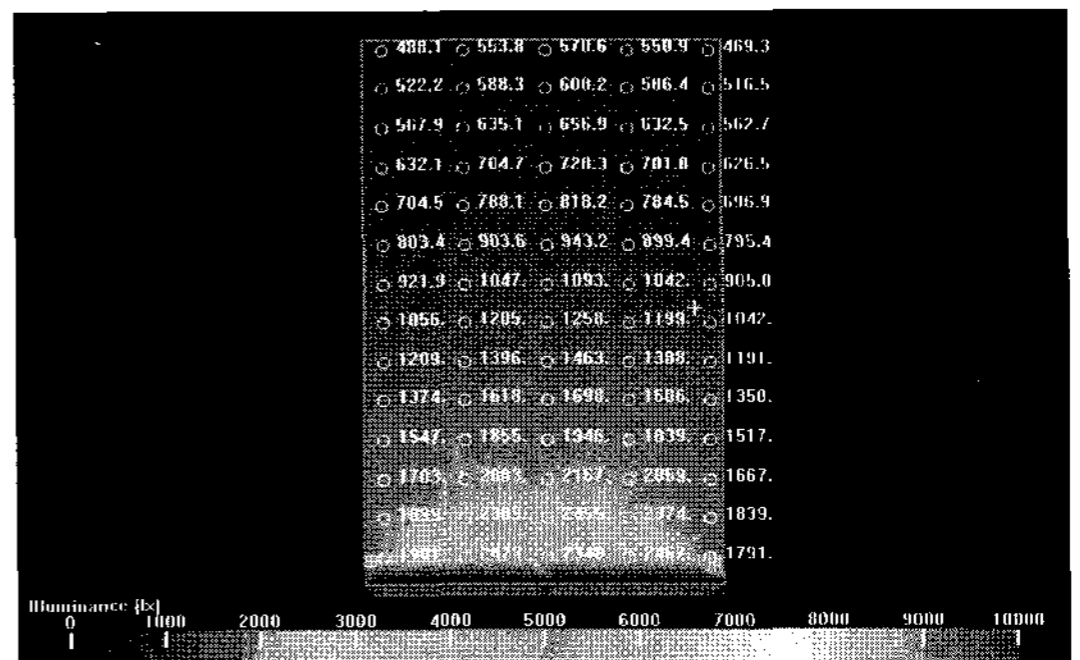 488.1 553.8 570.6 550.9 469.3
522.2 588.3 608.2 586.4 516.5
567.9 635.1 656.9 632.5 562.7
632.1 704.7 728.3 701.8 626.5
704.5 788.1 818.2 784.5 696.9
803.4 903.6 943.2 899.4 795.4
921.9 1047. 1093. 1042. 905.0
1056. 1205. 1258. 1199. 1042.
1209. 1396. 1463. 1388. 1191.
1374. 1618. 1698. 1606. 1350.
1547. 1855. 1946. 1839. 1517.
1703. 2083. 2167. 2069. 1667.
2374. 1839.
1791.
Illuminance [lx]
0 1000 2000 3000 4000 5000 6000 7000 8000 9000 10000